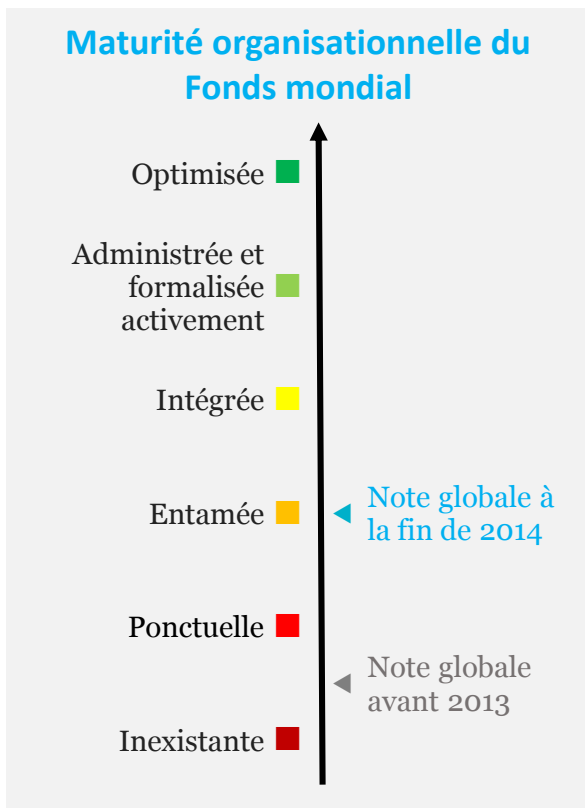 Maturité organisationnelle du
Fonds mondial
Optimisée
Administrée et
formalisée
activement
Intégrée
Entamée
Note globale à
la fin de 2014
Ponctuelle
Note globale
avant 2013
Inexistante